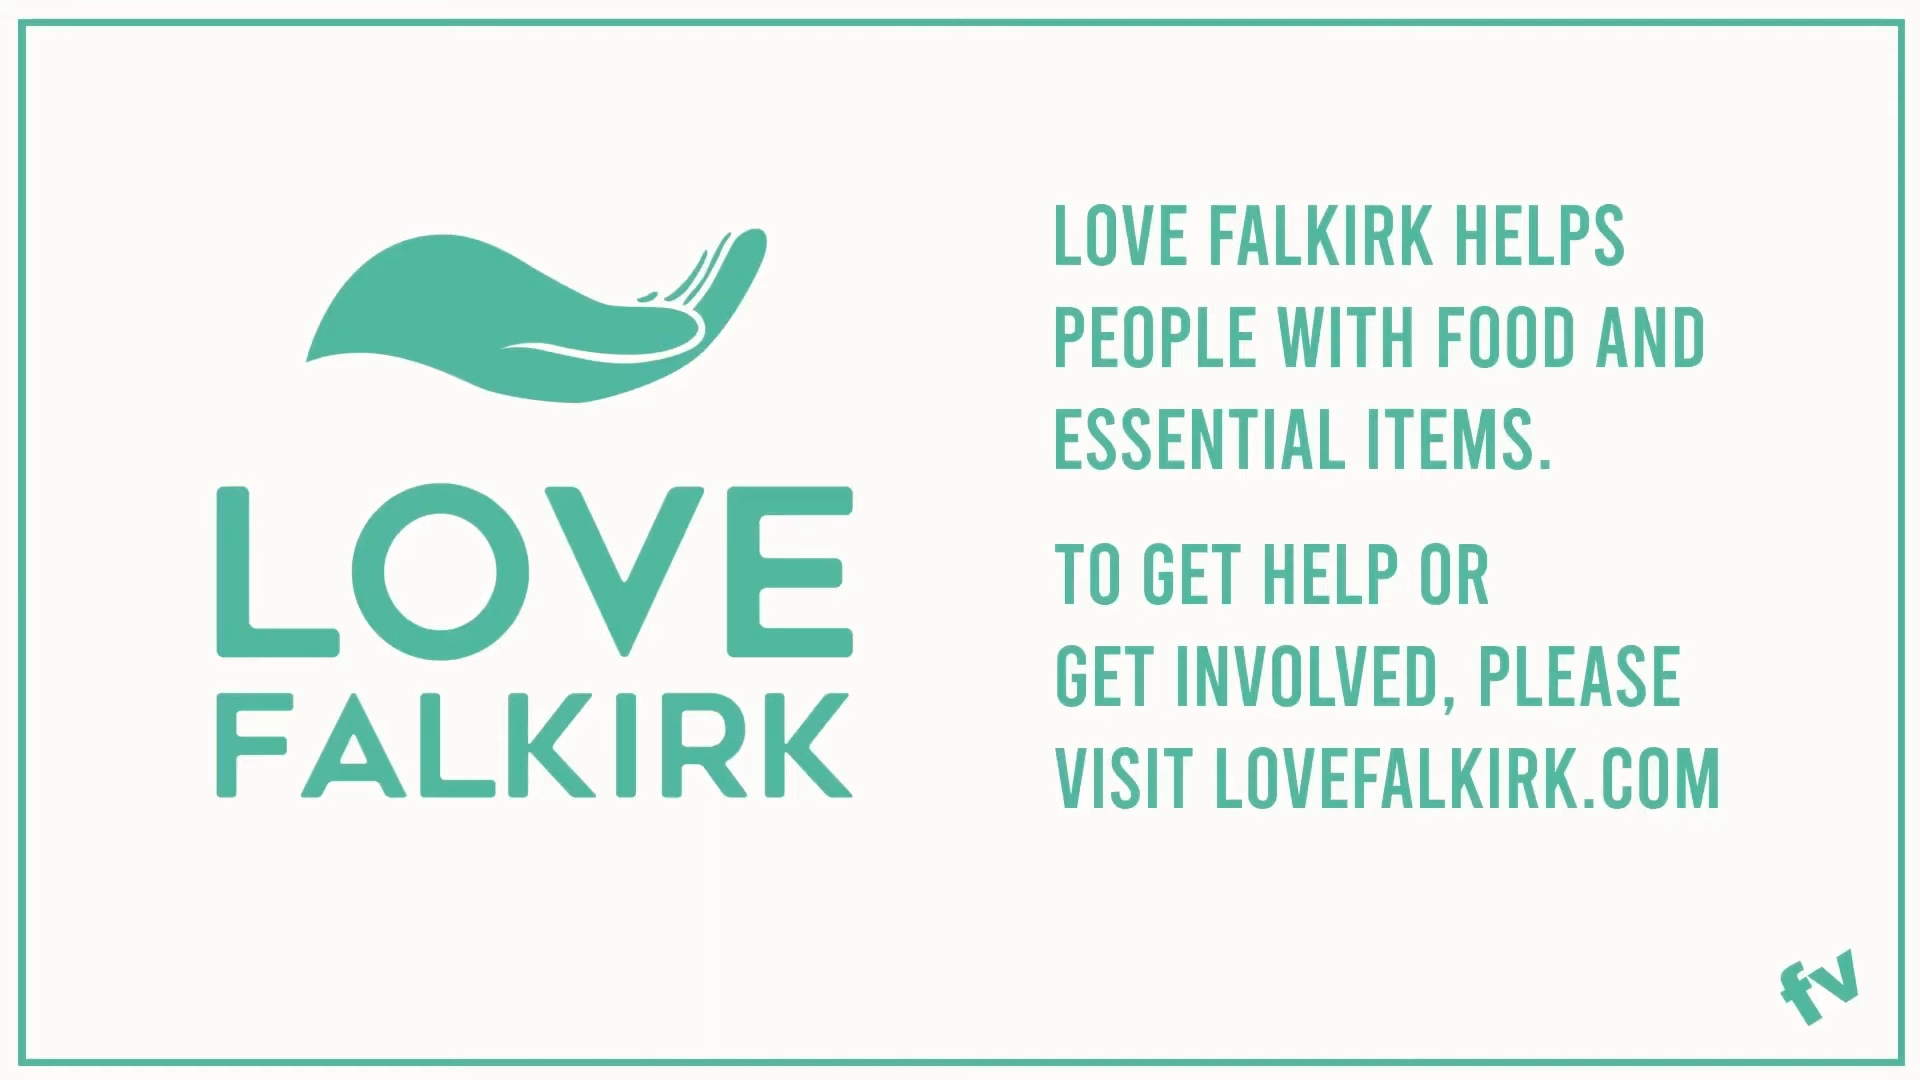 LOVE
FALKIRK
LOVE FALKIRK HELPS
PEOPLE WITH FOOD AND
ESSENTIAL ITEMS.
TO GET HELP OR
GET INVOLVED, PLEASE
VISIT LOVEFALKIRK.COM
fv